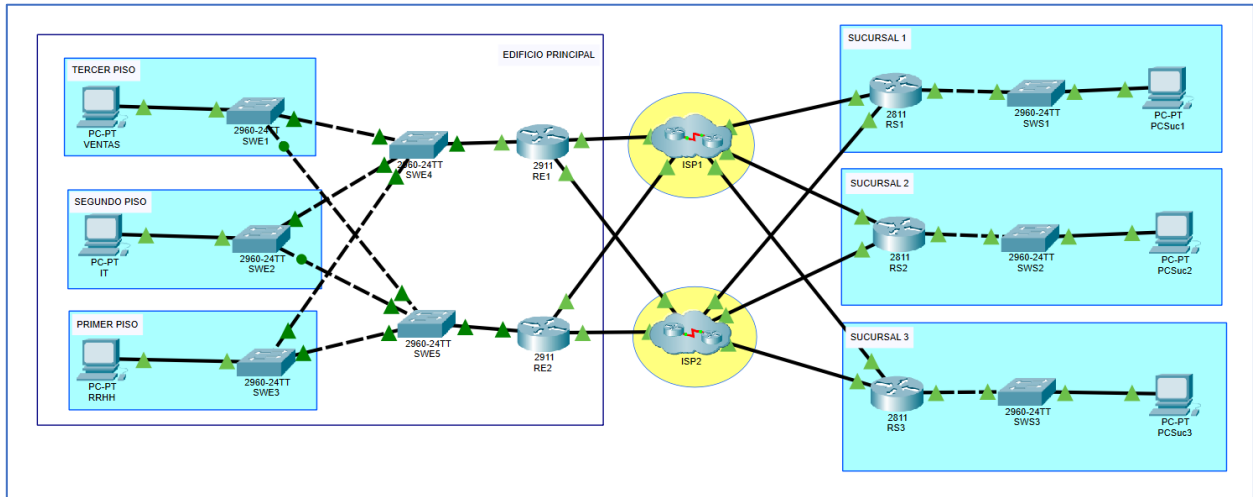 EDIFICIO PRINCIPAL
TERCER PISO
PC-PT
VENTAS
2960-24TT
SWE1
SEGUNDO PISO
PC-PT
IT
2960-24TT
SWE2
PRIMER PISO
PC-PT
RRHH
2960-24TT
SWE3
2960-24TT
SWE4
2960-24TT
SWE5
2911
RE1
2911
RE2
ISP1
ISP2
SUCURSAL 1
2811
RS1
2960-24TT
SWS1
PC-PT
PCSuc1
SUCURSAL 2
2811
RS2
2960-24TT
SWS2
PC-PT
PCSuc2
SUCURSAL 3
2811
RS3
2960-24TT
SWS3
PC-PT
PCSuc3